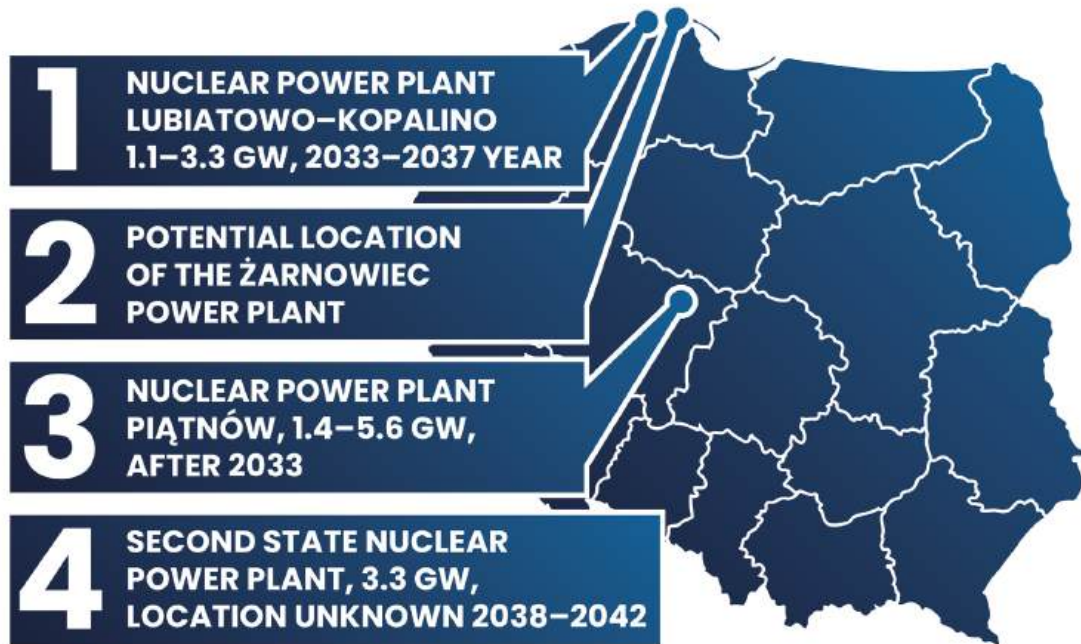 1
NUCLEAR POWER PLANT
LUBIATOWO–KOPALINO
1.1–3.3 GW, 2033–2037 YEAR
2
POTENTIAL LOCATION
OF THE ŻARNOWIEC
POWER PLANT
3
NUCLEAR POWER PLANT
PIĄTNÓW, 1.4–5.6 GW,
AFTER 2033
4
SECOND STATE NUCLEAR
POWER PLANT, 3.3 GW,
LOCATION UNKNOWN 2038–2042